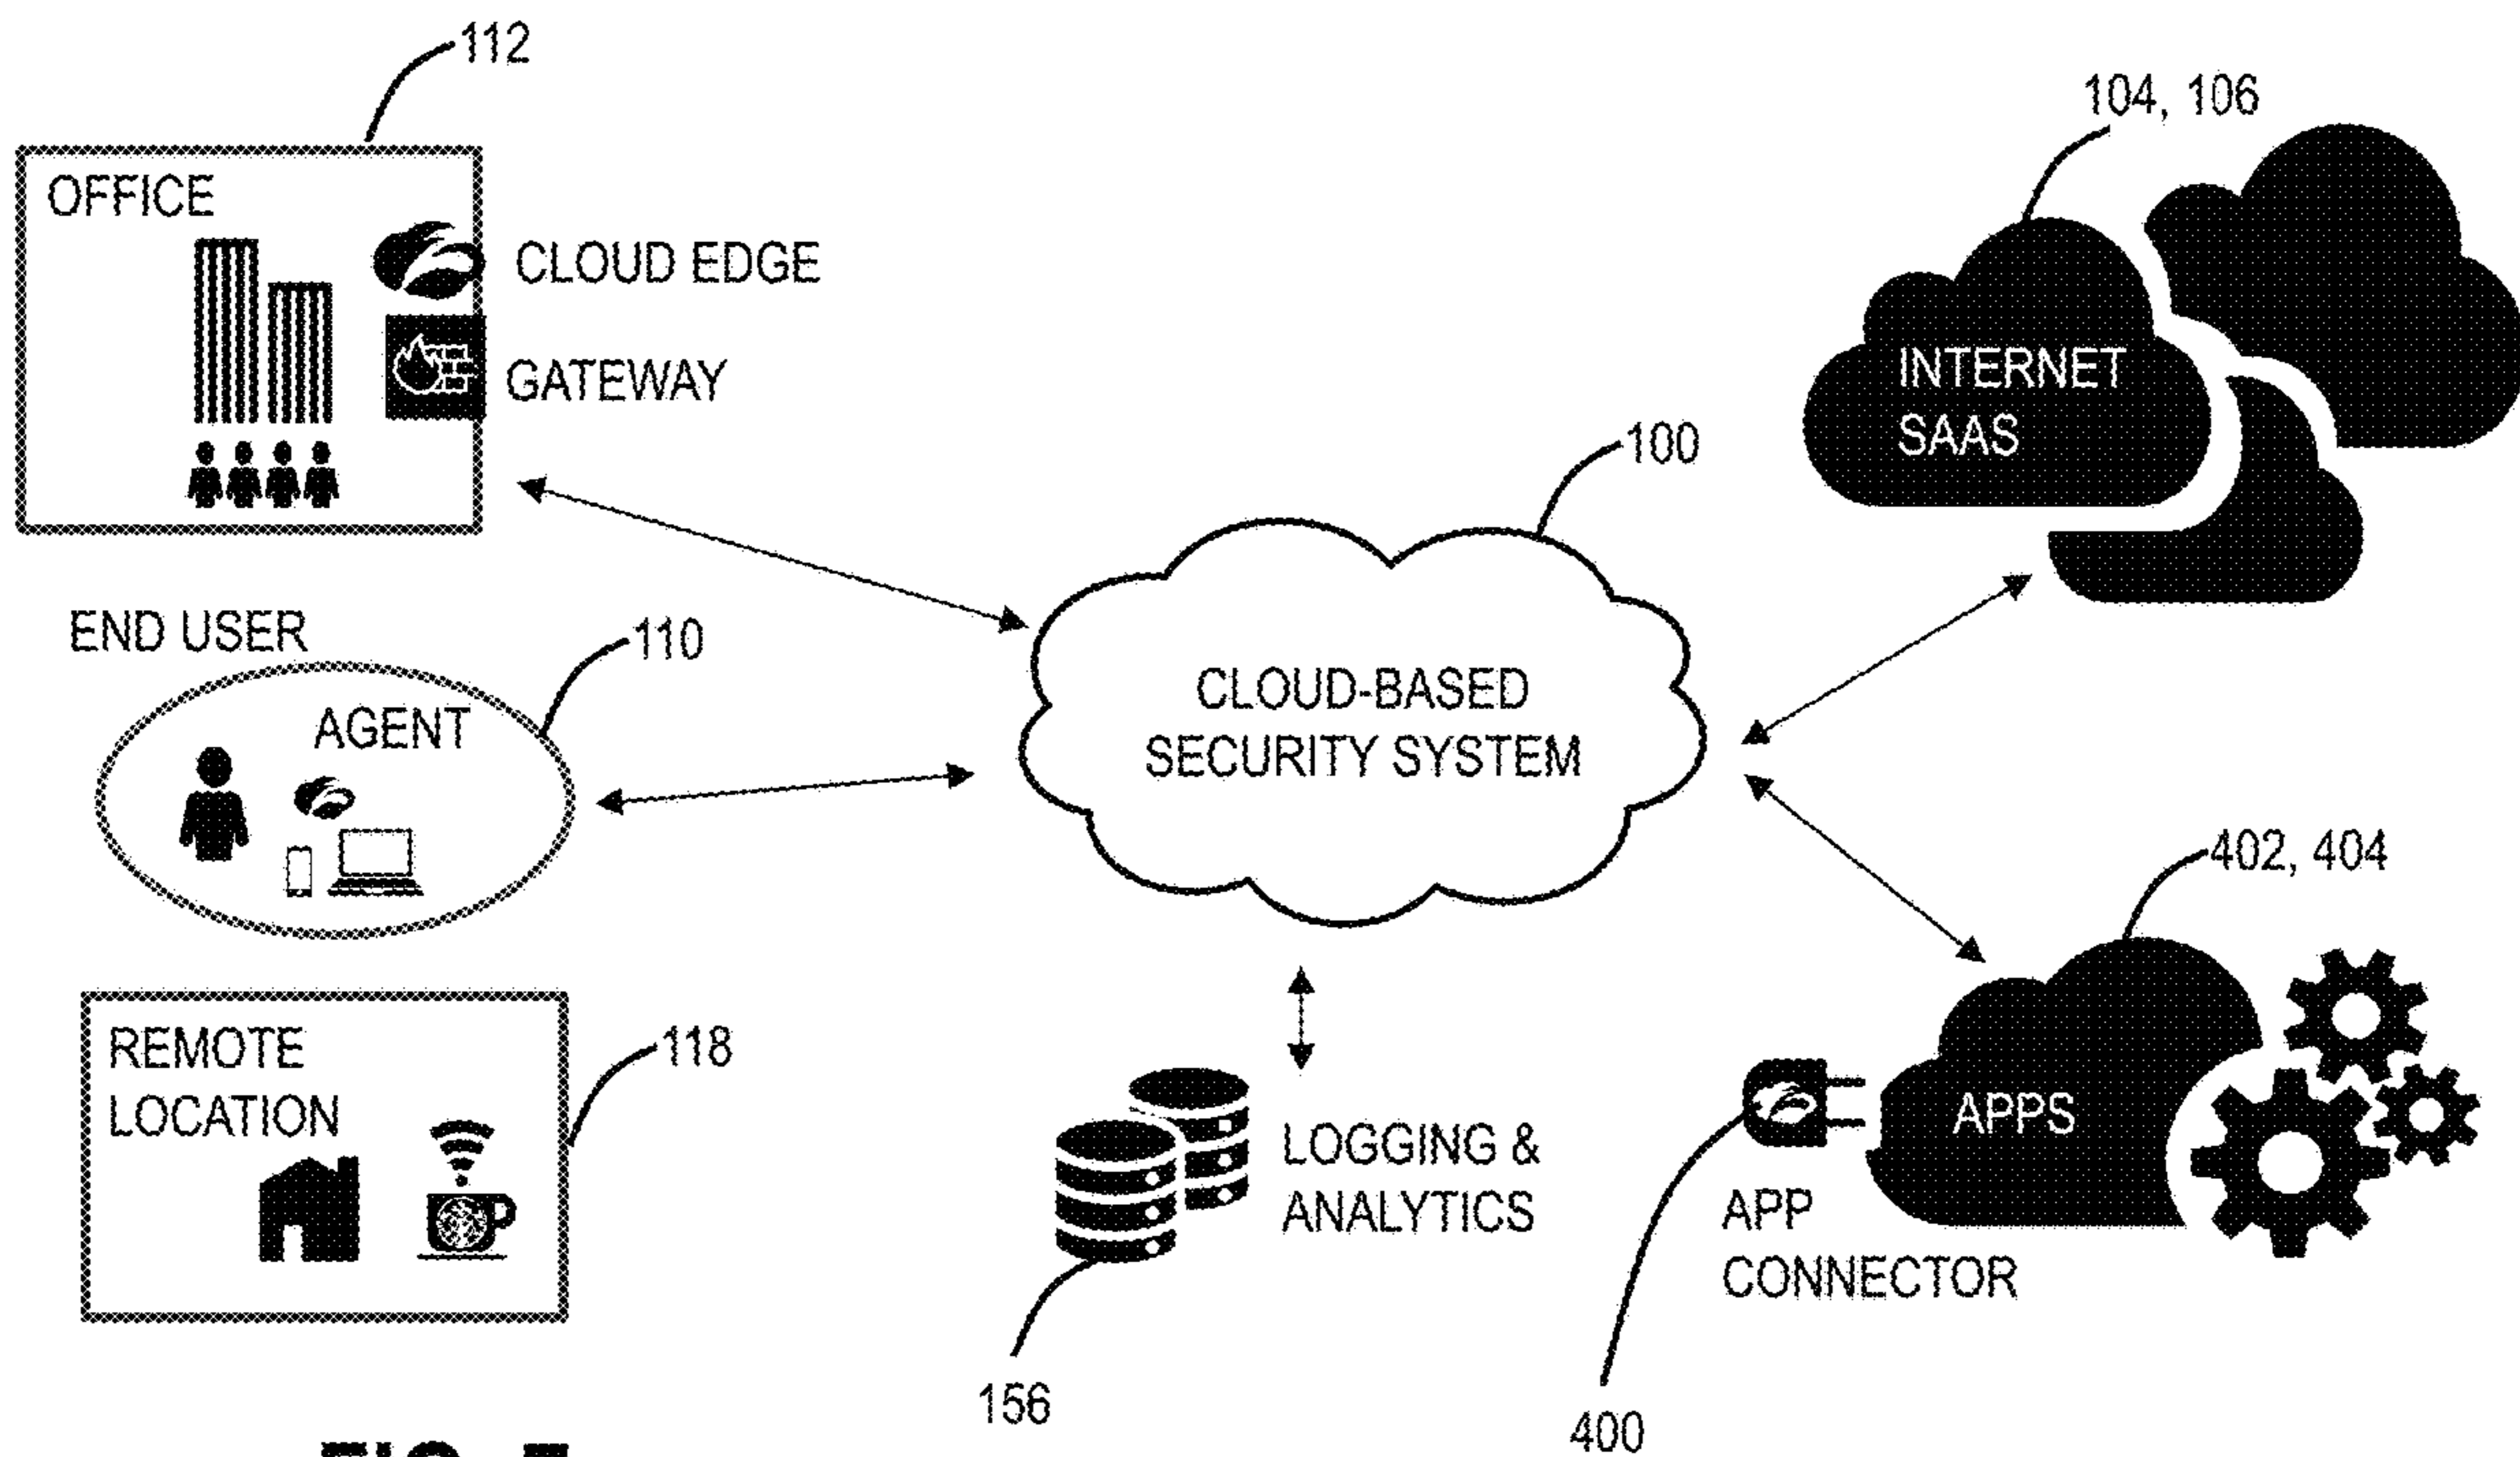 112
104, 106
OFFICE
CLOUD EDGE
GATEWAY
INTERNET
SAAS
100
END USER
110
AGENT
CLOUD-BASED
SECURITY SYSTEM
402, 404
REMOTE
LOCATION
118
LOGGING &
ANALYTICS
APPS
APP
CONNECTOR
156
400